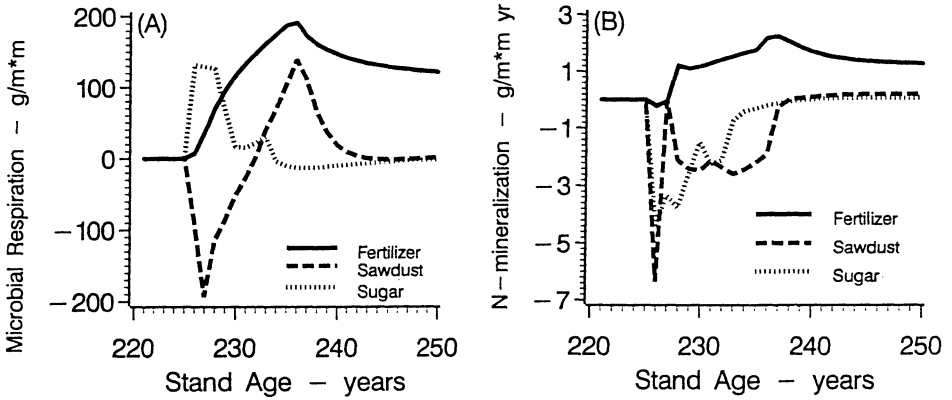 (A)
Microbial Respiration – g/m*m
200
100
0
–100
–200
Fertilizer
Sawdust
Sugar
220 230 240 250
Stand Age – years
(B)
N–mineralization – g/m*m yr
3
1
–1
–3
–5
–7
Fertilizer
Sawdust
Sugar
220 230 240 250
Stand Age – years